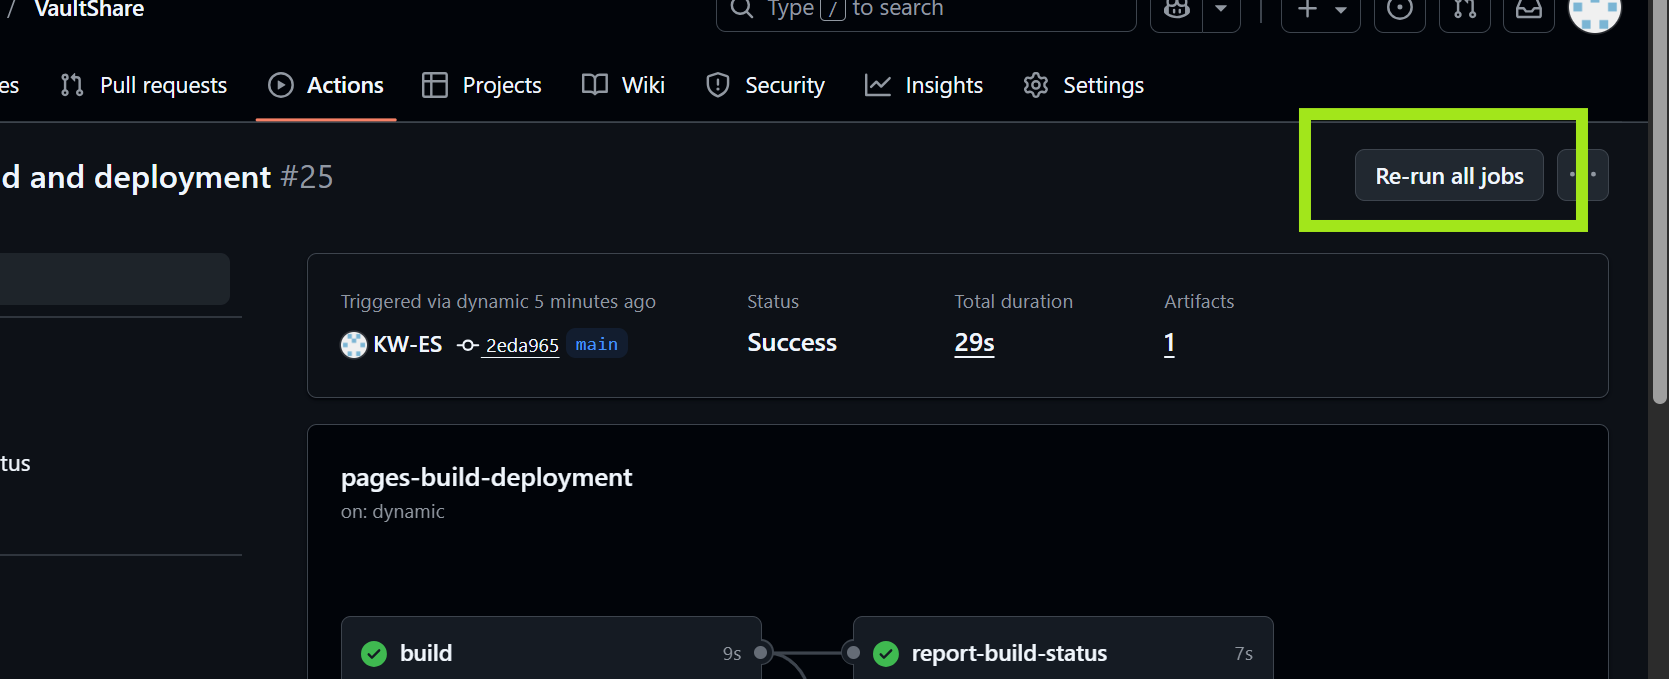 / VaultShare
Type / to search
es
Pull requests
Actions
Projects
Wiki
Security
Insights
Settings
d and deployment #25
Re-run all jobs
Triggered via dynamic 5 minutes ago
KW-ES 2eda965 main
Status
Success
Total duration
29s
Artifacts
1
tus
pages-build-deployment
on: dynamic
build 9s
report-build-status 7s